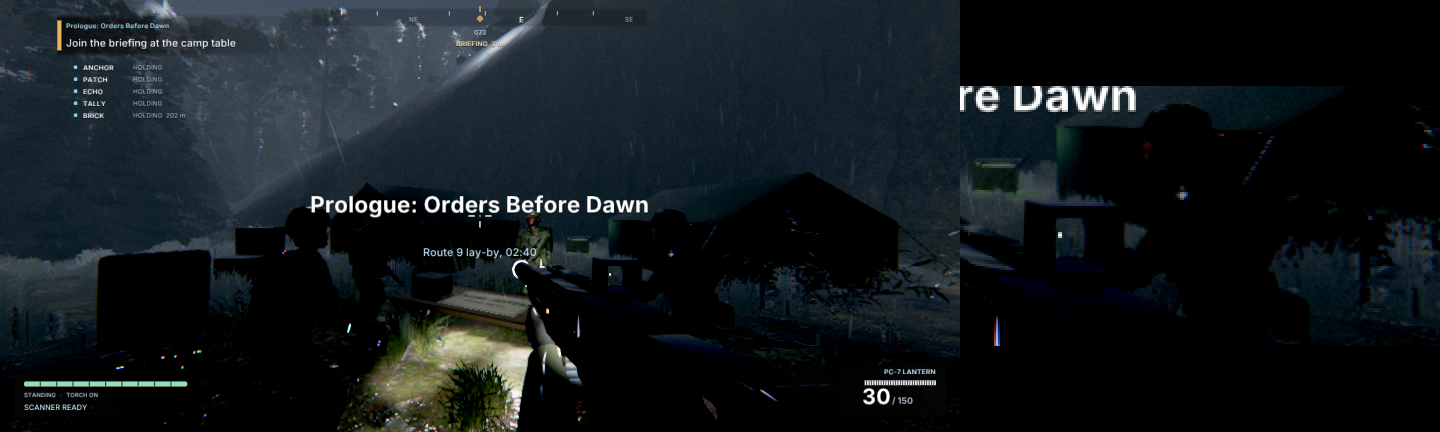 Prologue: Orders Before Dawn
Join the briefing at the camp table
ANCHOR HOLDING
PATCH HOLDING
ECHO HOLDING
TALLY HOLDING
BRICK HOLDING 202 m
NE E SE
073
BRIEFING
Prologue: Orders Before Dawn
Route 9 lay-by, 02:40
STANDING · TORCH ON
SCANNER READY
PC-7 LANTERN
30 / 150
re Dawn